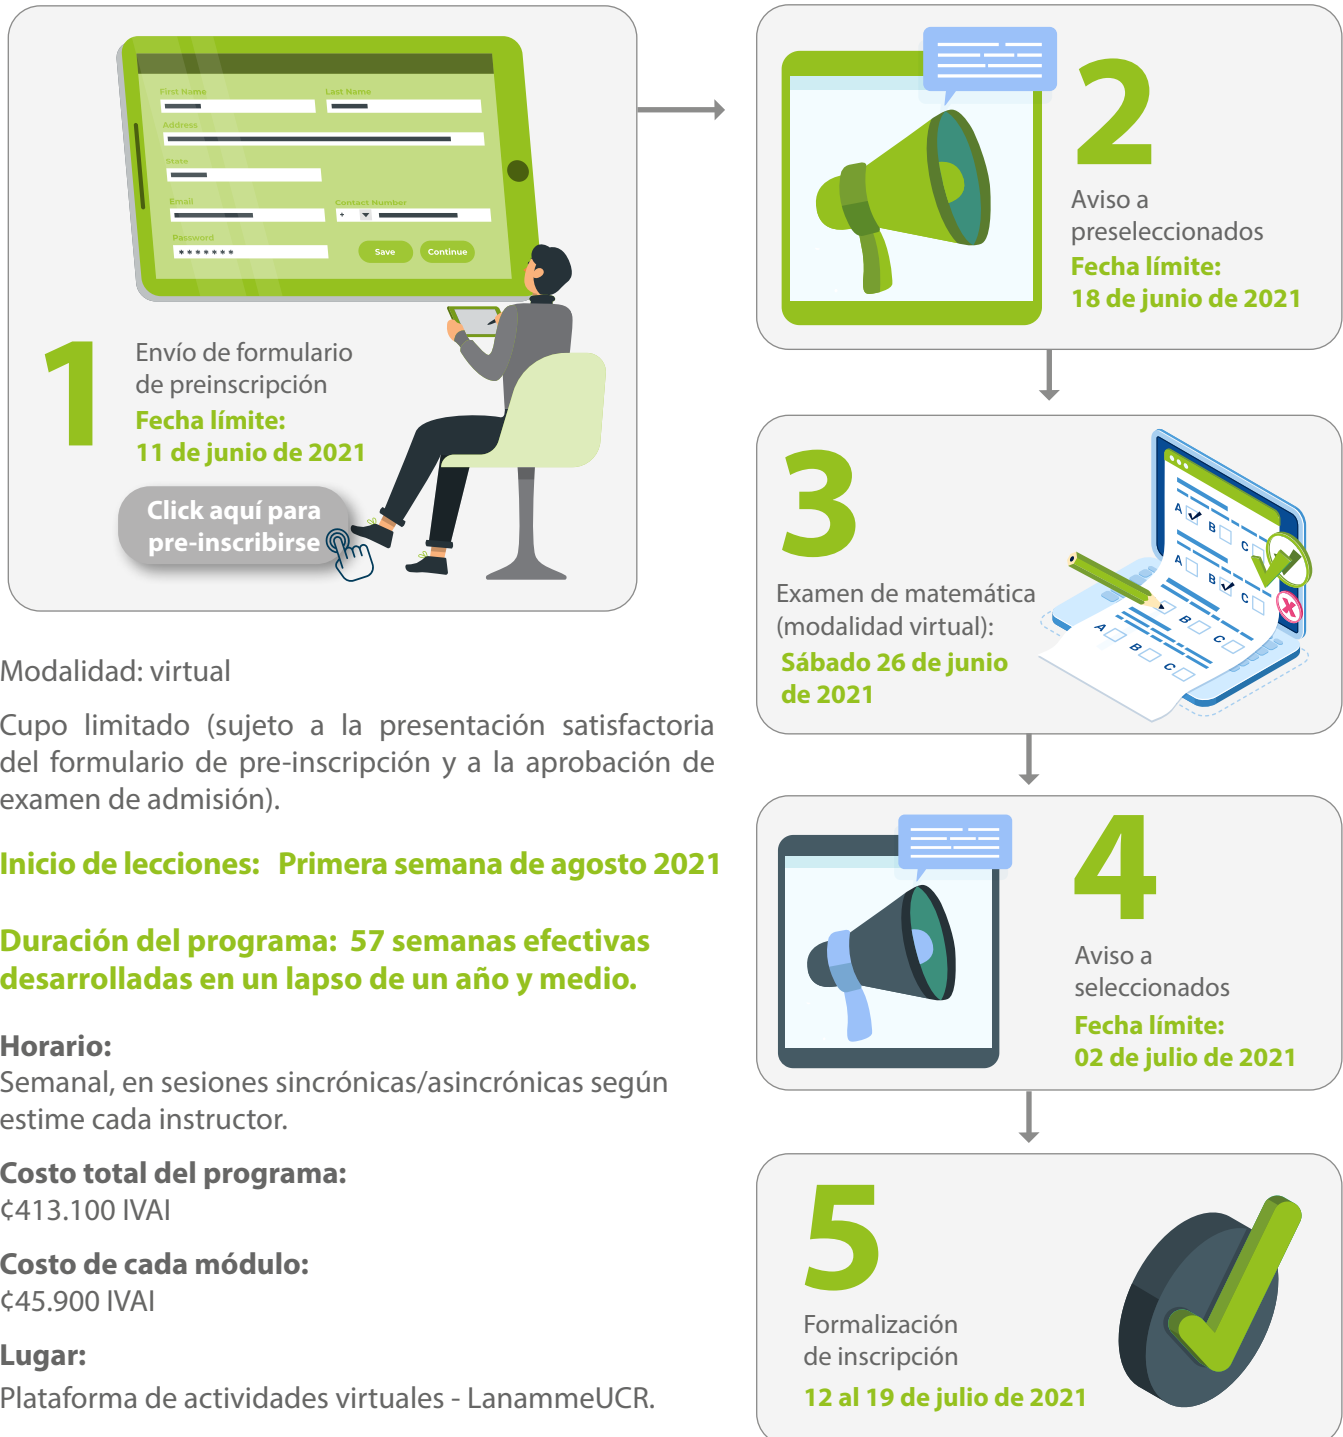 First Name
Last Name
Address
State
Email
Contact Number
+
Password
*******
Save
Continue
1
Envío de formulario
de preinscripción
Fecha límite:
11 de junio de 2021
Click aquí para
pre-inscribirse
2
Aviso a
preseleccionados
Fecha límite:
18 de junio de 2021
3
Examen de matemática
(modalidad virtual):
Sábado 26 de junio
de 2021
A B C
A B C
A B C
A B C
4
Aviso a
seleccionados
Fecha límite:
02 de julio de 2021
5
Formalización
de inscripción
12 al 19 de julio de 2021
Modalidad: virtual
Cupo limitado (sujeto a la presentación satisfactoria
del formulario de pre-inscripción y a la aprobación de
examen de admisión).
Inicio de lecciones: Primera semana de agosto 2021
Duración del programa: 57 semanas efectivas
desarrolladas en un lapso de un año y medio.
Horario:
Semanal, en sesiones sincrónicas/asincrónicas según
estime cada instructor.
Costo total del programa:
¢413.100 IVAI
Costo de cada módulo:
¢45.900 IVAI
Lugar:
Plataforma de actividades virtuales - LanammeUCR.